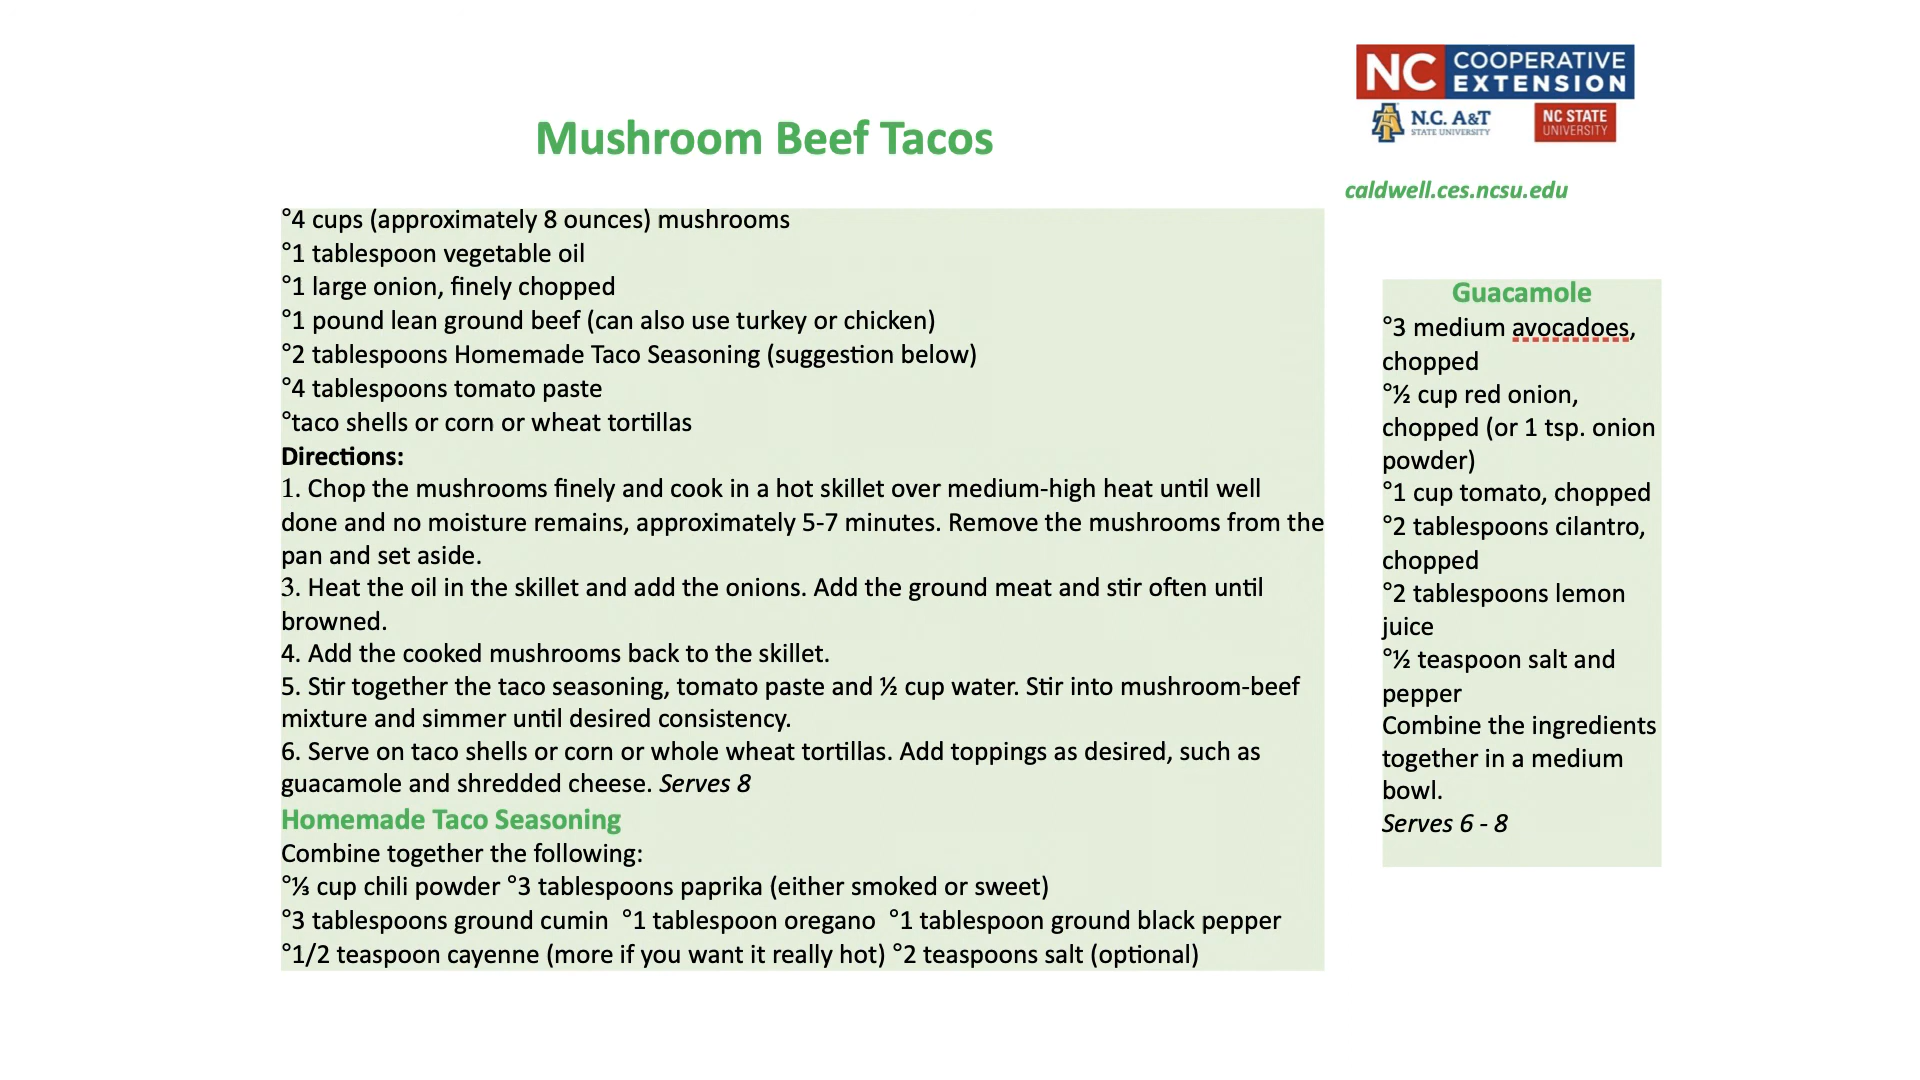 NC COOPERATIVE EXTENSION
N.C. A&T STATE UNIVERSITY
NC STATE UNIVERSITY
Mushroom Beef Tacos
caldwell.ces.ncsu.edu
°4 cups (approximately 8 ounces) mushrooms
°1 tablespoon vegetable oil
°1 large onion, finely chopped
°1 pound lean ground beef (can also use turkey or chicken)
°2 tablespoons Homemade Taco Seasoning (suggestion below)
°4 tablespoons tomato paste
°taco shells or corn or wheat tortillas
Directions:
1. Chop the mushrooms finely and cook in a hot skillet over medium-high heat until well
done and no moisture remains, approximately 5-7 minutes. Remove the mushrooms from the
pan and set aside.
3. Heat the oil in the skillet and add the onions. Add the ground meat and stir often until
browned.
4. Add the cooked mushrooms back to the skillet.
5. Stir together the taco seasoning, tomato paste and ½ cup water. Stir into mushroom-beef
mixture and simmer until desired consistency.
6. Serve on taco shells or corn or whole wheat tortillas. Add toppings as desired, such as
guacamole and shredded cheese. Serves 8
Homemade Taco Seasoning
Combine together the following:
°⅓ cup chili powder °3 tablespoons paprika (either smoked or sweet)
°3 tablespoons ground cumin °1 tablespoon oregano °1 tablespoon ground black pepper
°1/2 teaspoon cayenne (more if you want it really hot) °2 teaspoons salt (optional)
Guacamole
°3 medium avocadoes,
chopped
°½ cup red onion,
chopped (or 1 tsp. onion
powder)
°1 cup tomato, chopped
°2 tablespoons cilantro,
chopped
°2 tablespoons lemon
juice
°½ teaspoon salt and
pepper
Combine the ingredients
together in a medium
bowl.
Serves 6 - 8